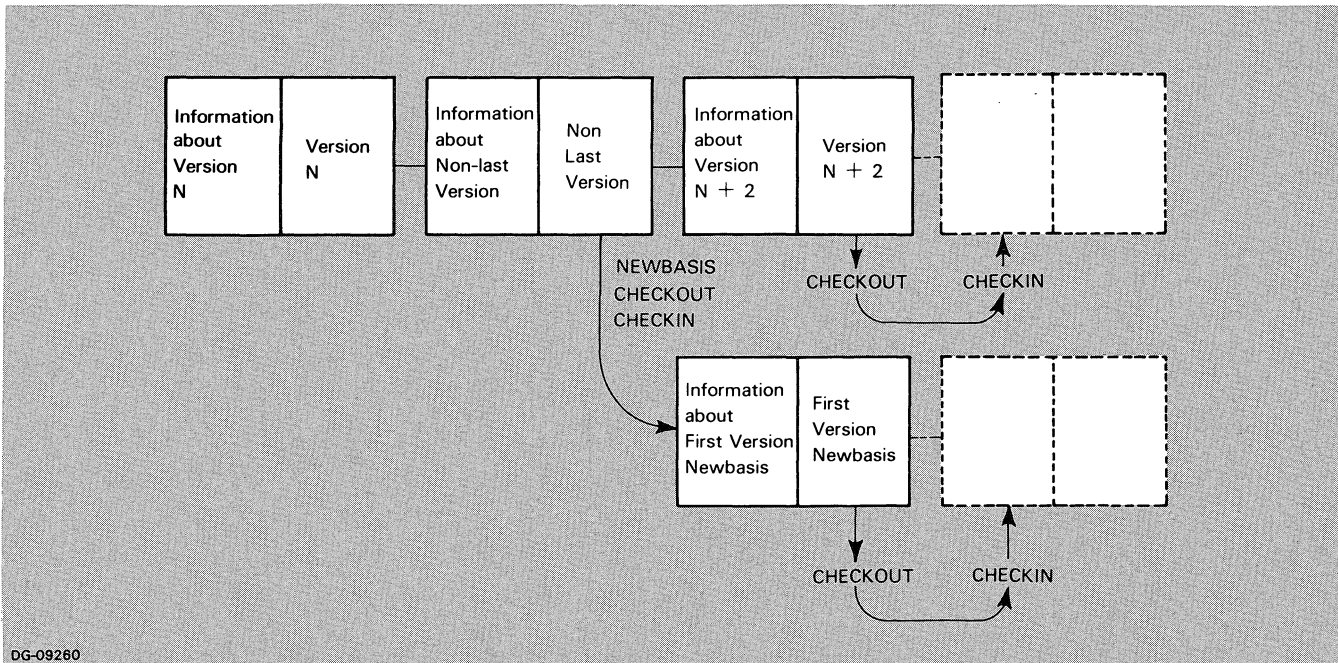 Information
about
Version
N
Version
N
Information
about
Non-last
Version
Non
Last
Version
Information
about
Version
N + 2
Version
N + 2
NEWBASIS
CHECKOUT
CHECKIN
CHECKOUT
CHECKIN
Information
about
First Version
Newbasis
First
Version
Newbasis
CHECKOUT
CHECKIN
DG-09260